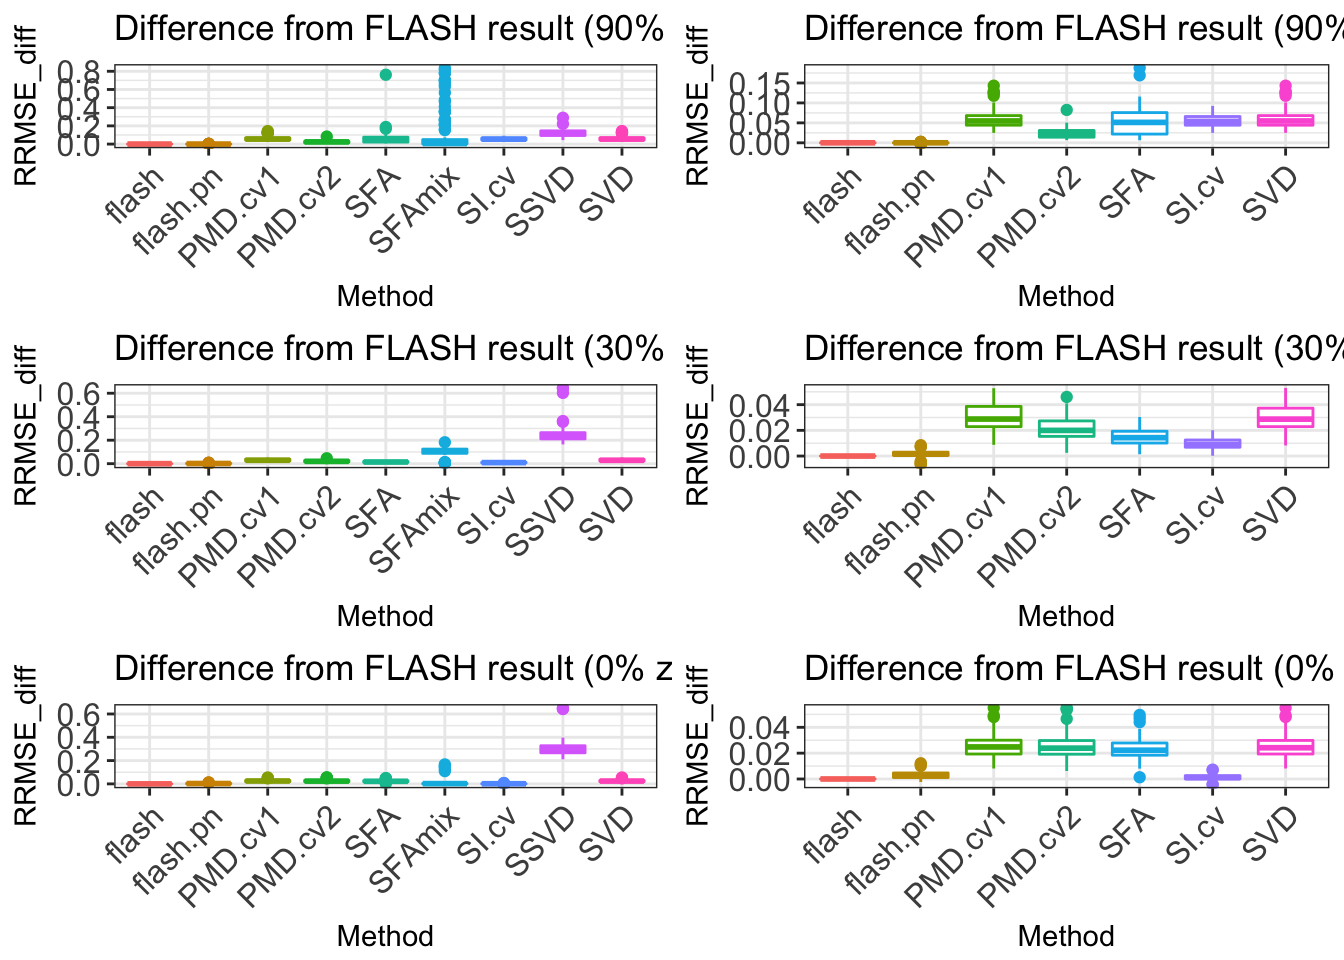 Difference from FLASH result (90%
RRMSE_diff
0.8
0.6
0.4
0.2
0.0
flash
flash.pn
PMD.cv1
PMD.cv2
SFA
SFAmix
SI.cv
SSVD
SVD
Method
Difference from FLASH result (90%
RRMSE_diff
0.15
0.10
0.05
0.00
flash
flash.pn
PMD.cv1
PMD.cv2
SFA
SI.cv
SVD
Method
Difference from FLASH result (30%
RRMSE_diff
0.6
0.4
0.2
0.0
flash
flash.pn
PMD.cv1
PMD.cv2
SFA
SFAmix
SI.cv
SSVD
SVD
Method
Difference from FLASH result (30%
RRMSE_diff
0.04
0.02
0.00
flash
flash.pn
PMD.cv1
PMD.cv2
SFA
SI.cv
SVD
Method
Difference from FLASH result (0% z
RRMSE_diff
0.6
0.4
0.2
0.0
flash
flash.pn
PMD.cv1
PMD.cv2
SFA
SFAmix
SI.cv
SSVD
SVD
Method
Difference from FLASH result (0%
RRMSE_diff
0.04
0.02
0.00
flash
flash.pn
PMD.cv1
PMD.cv2
SFA
SI.cv
SVD
Method